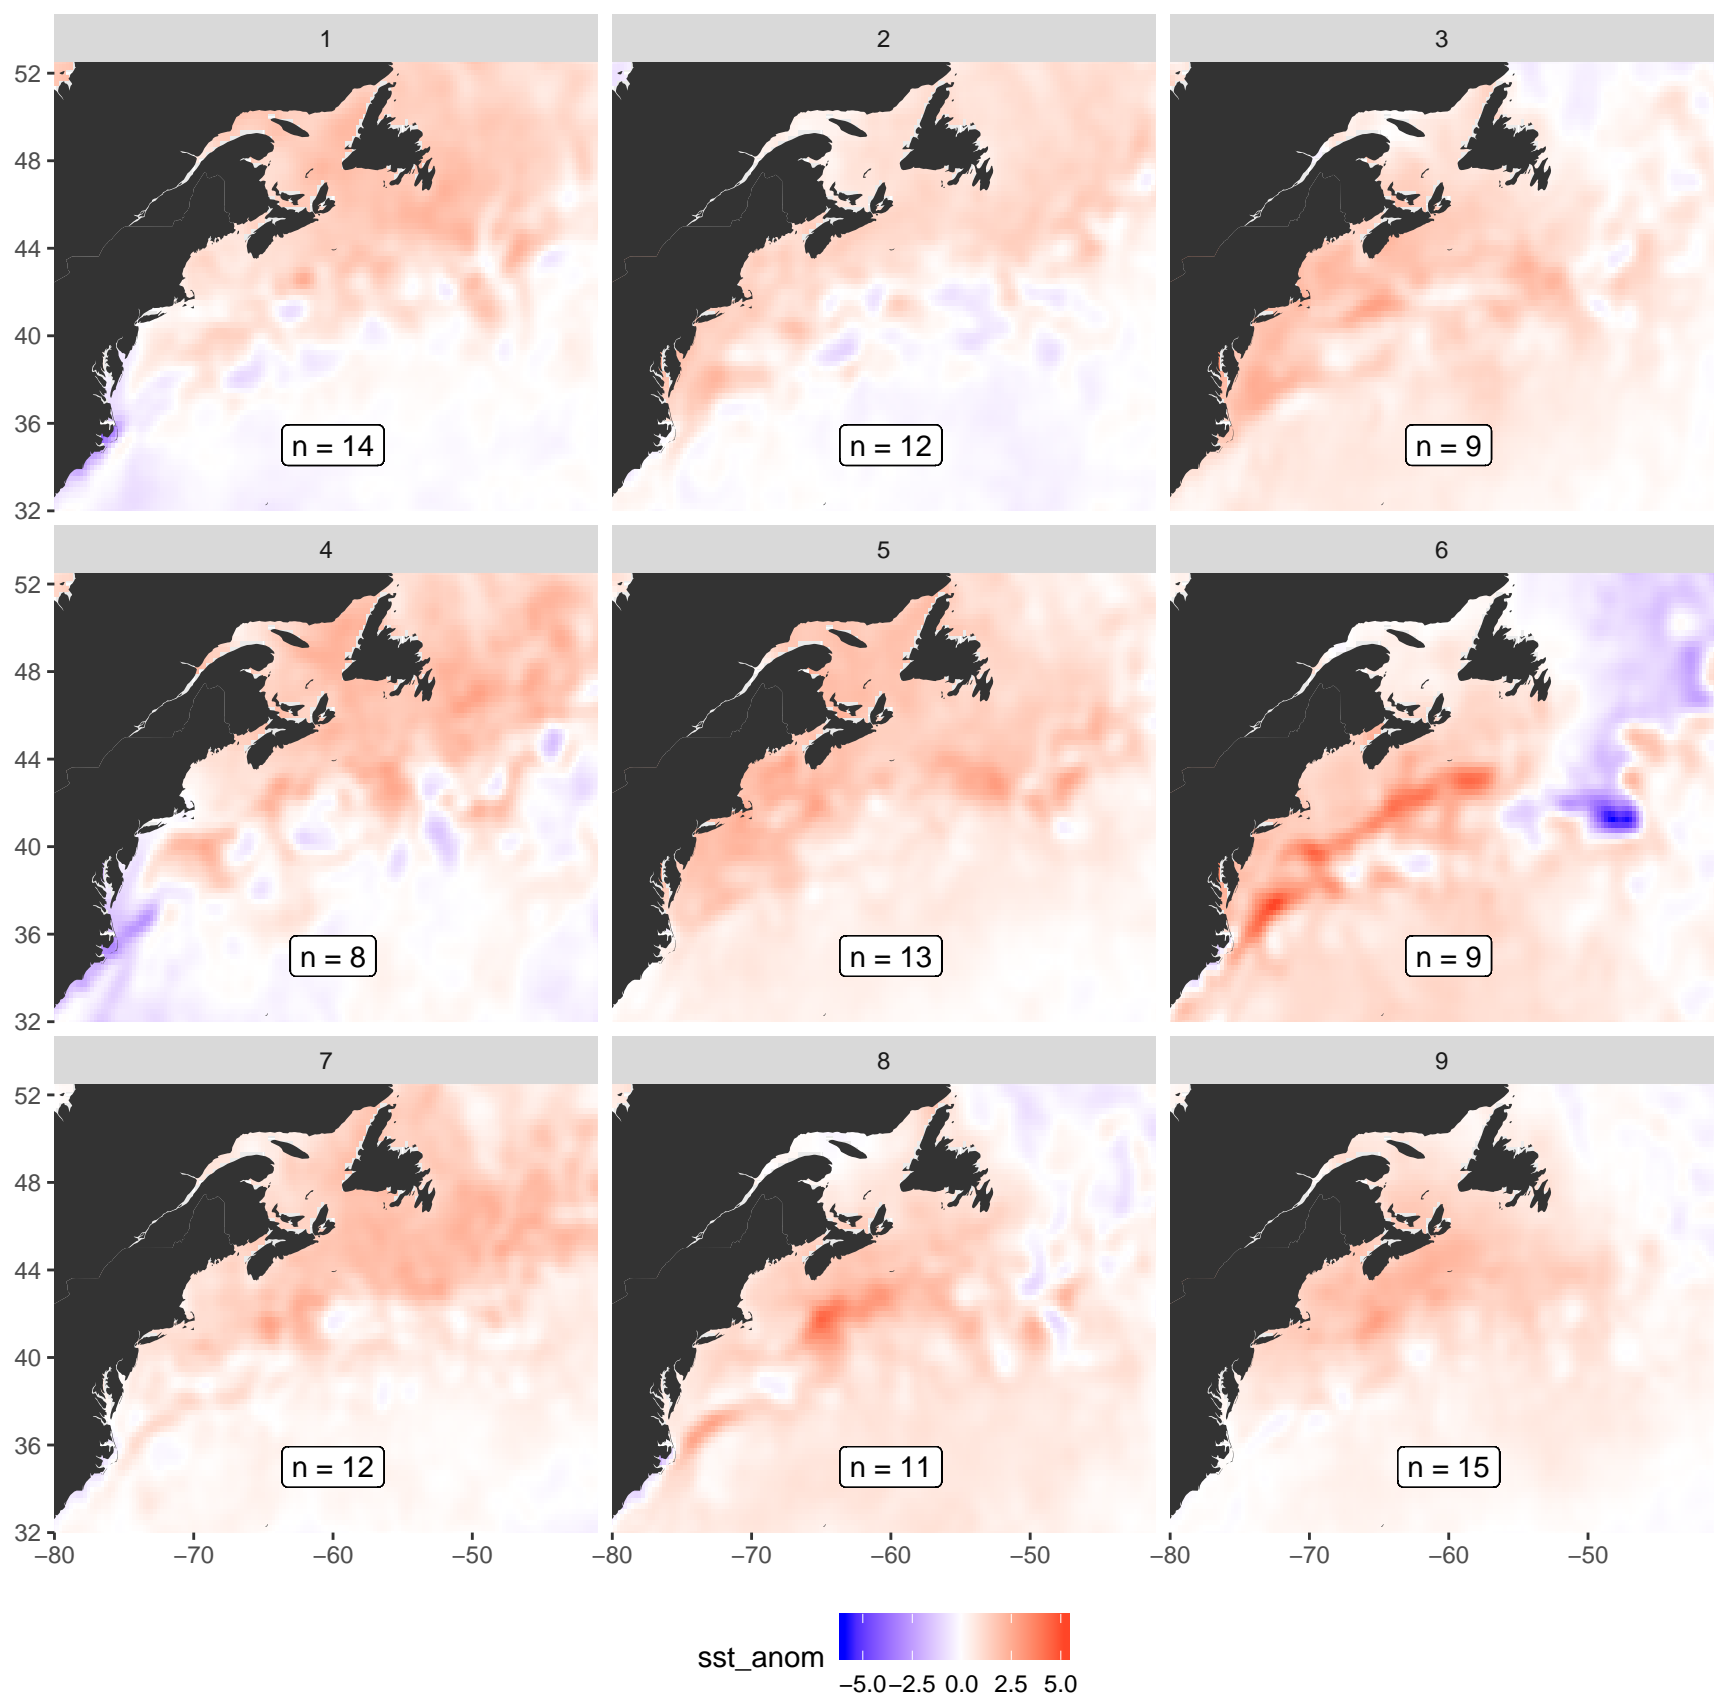 1 2 3
52
48
44
40
36
32
n = 14 n = 12 n = 9
4 5 6
52
48
44
40
36
32
n = 8 n = 13 n = 9
7 8 9
52
48
44
40
36
32
n = 12 n = 11 n = 15
−80 −70 −60 −50 −80 −70 −60 −50 −80 −70 −60 −50
sst_anom
−5.0 −2.5 0.0 2.5 5.0